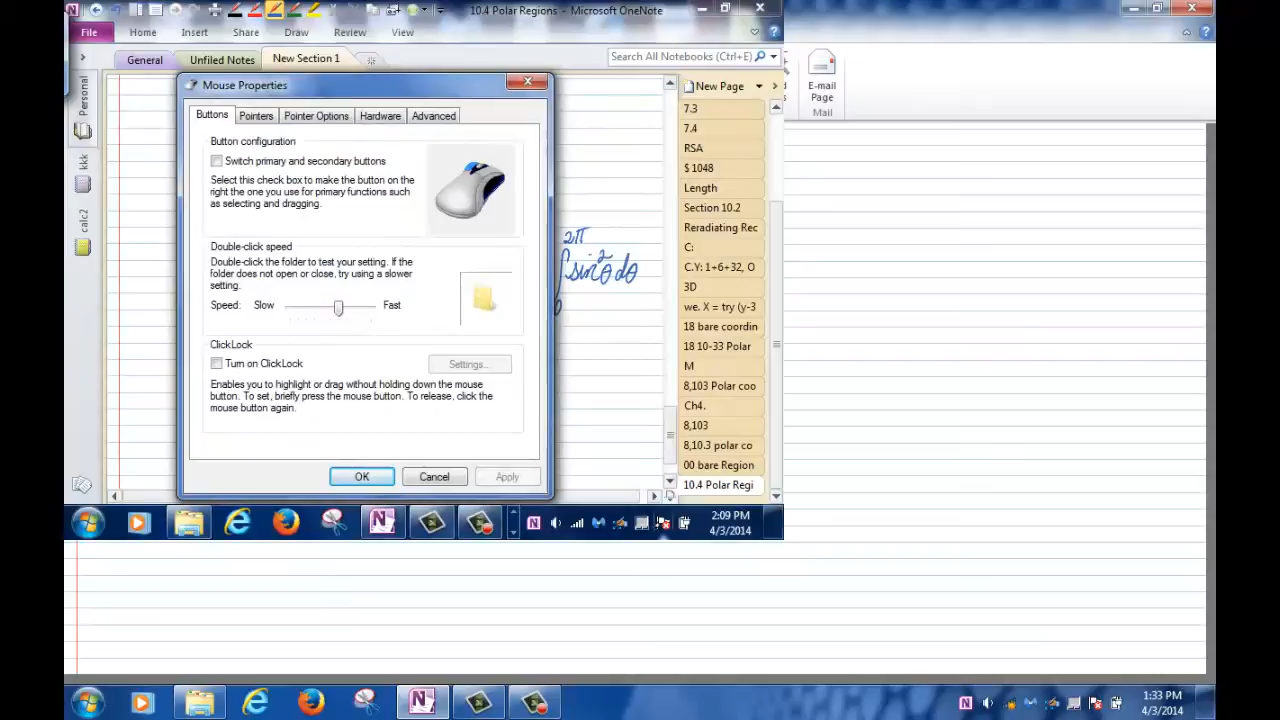 10.4 Polar Regions - Microsoft OneNote
File Home Insert Share Draw Review View
General Unfiled Notes New Section 1 Search All Notebooks (Ctrl+E)
Personal
kkk
calc2
Mouse Properties
Buttons Pointers Pointer Options Hardware Advanced
Button configuration
Switch primary and secondary buttons
Select this check box to make the button on the
right the one you use for primary functions such
as selecting and dragging.
Double-click speed
Double-click the folder to test your setting. If the
folder does not open or close, try using a slower
setting.
Speed: Slow Fast
ClickLock
Turn on ClickLock Settings...
Enables you to highlight or drag without holding down the mouse
button. To set, briefly press the mouse button. To release, click the
mouse button again.
OK Cancel Apply
2π
∫sin²θ dθ
0
New Page
7.3
7.4
RSA
$ 1048
Length
Section 10.2
Reradiating Rec
C:
C.Y: 1+6+32, O
3D
we. X = try (y-3
18 bare coordin
18 10-33 Polar
M
8,103 Polar coo
Ch4.
8,103
8,10.3 polar co
00 bare Region
10.4 Polar Regi
E-mail
Page
Mail
2:09 PM
4/3/2014
1:33 PM
4/3/2014